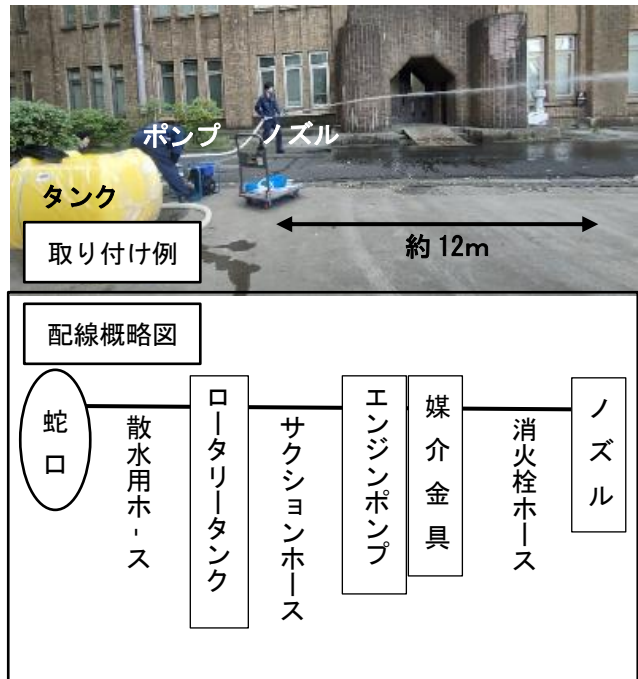 ポンプ ノズル
タンク
取り付け例
約12m
配線概略図
蛇口
散水用ホース
ロータリータンク
サクションホース
エンジンポンプ
媒介金具
消火栓ホース
ノズル